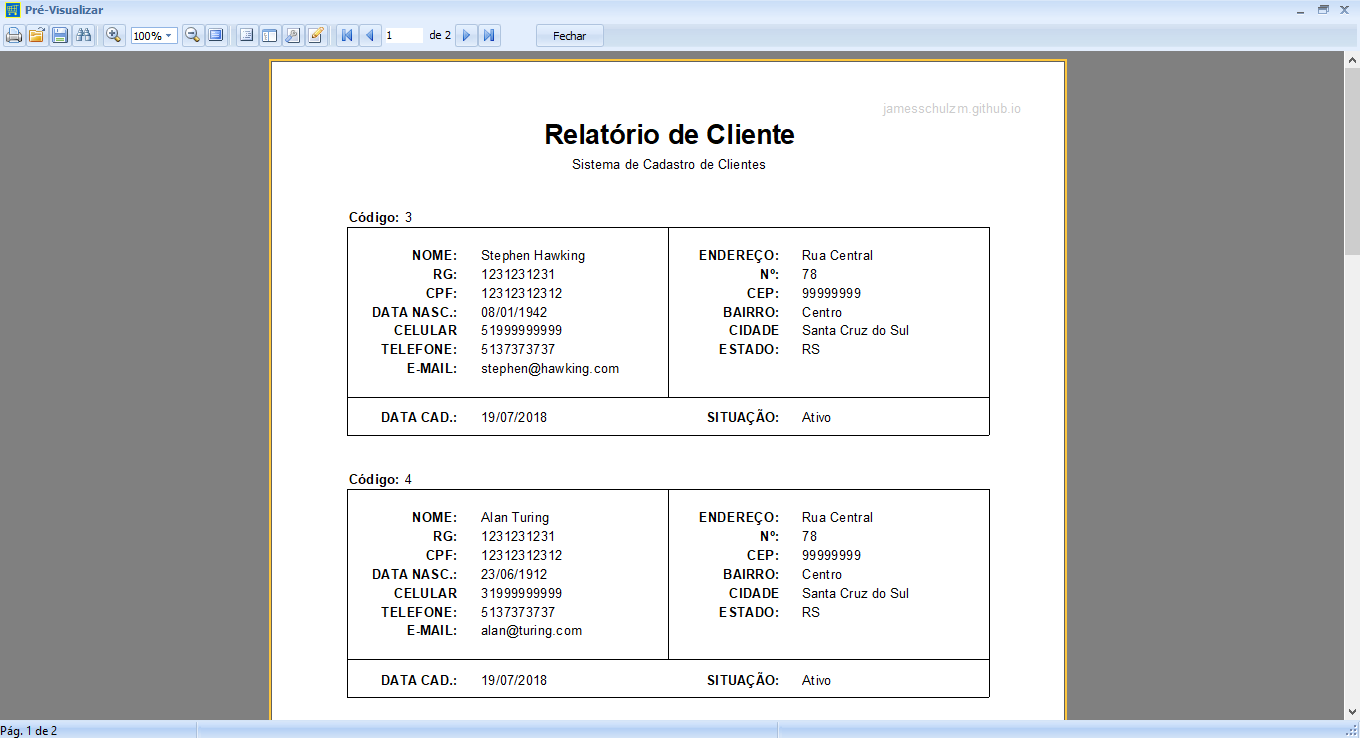 Pré-Visualizar
100%
1 de 2
Fechar
jamesschulzm.github.io
Relatório de Cliente
Sistema de Cadastro de Clientes
Código: 3
NOME: Stephen Hawking ENDEREÇO: Rua Central
RG: 1231231231 Nº: 78
CPF: 12312312312 CEP: 99999999
DATA NASC.: 08/01/1942 BAIRRO: Centro
CELULAR 51999999999 CIDADE Santa Cruz do Sul
TELEFONE: 5137373737 ESTADO: RS
E-MAIL: stephen@hawking.com
DATA CAD.: 19/07/2018 SITUAÇÃO: Ativo
Código: 4
NOME: Alan Turing ENDEREÇO: Rua Central
RG: 1231231231 Nº: 78
CPF: 12312312312 CEP: 99999999
DATA NASC.: 23/06/1912 BAIRRO: Centro
CELULAR 31999999999 CIDADE Santa Cruz do Sul
TELEFONE: 5137373737 ESTADO: RS
E-MAIL: alan@turing.com
DATA CAD.: 19/07/2018 SITUAÇÃO: Ativo
Pág. 1 de 2